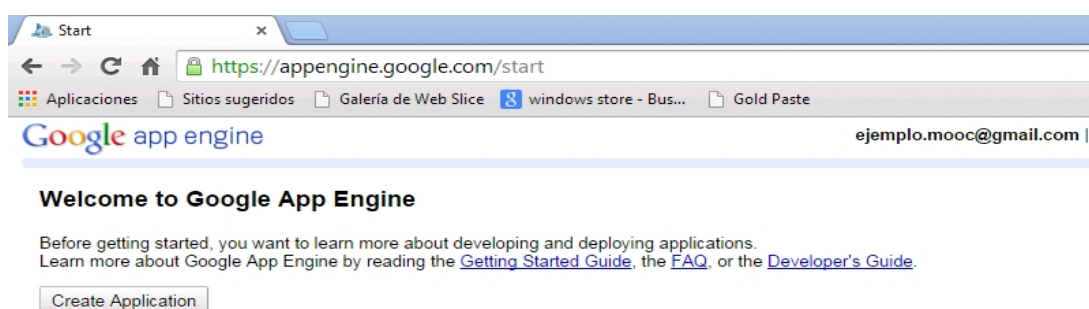 Start
https://appengine.google.com/start
Aplicaciones Sitios sugeridos Galería de Web Slice windows store - Bus... Gold Paste
Google app engine ejemplo.mooc@gmail.com |
Welcome to Google App Engine
Before getting started, you want to learn more about developing and deploying applications.
Learn more about Google App Engine by reading the Getting Started Guide, the FAQ, or the Developer's Guide.
Create Application